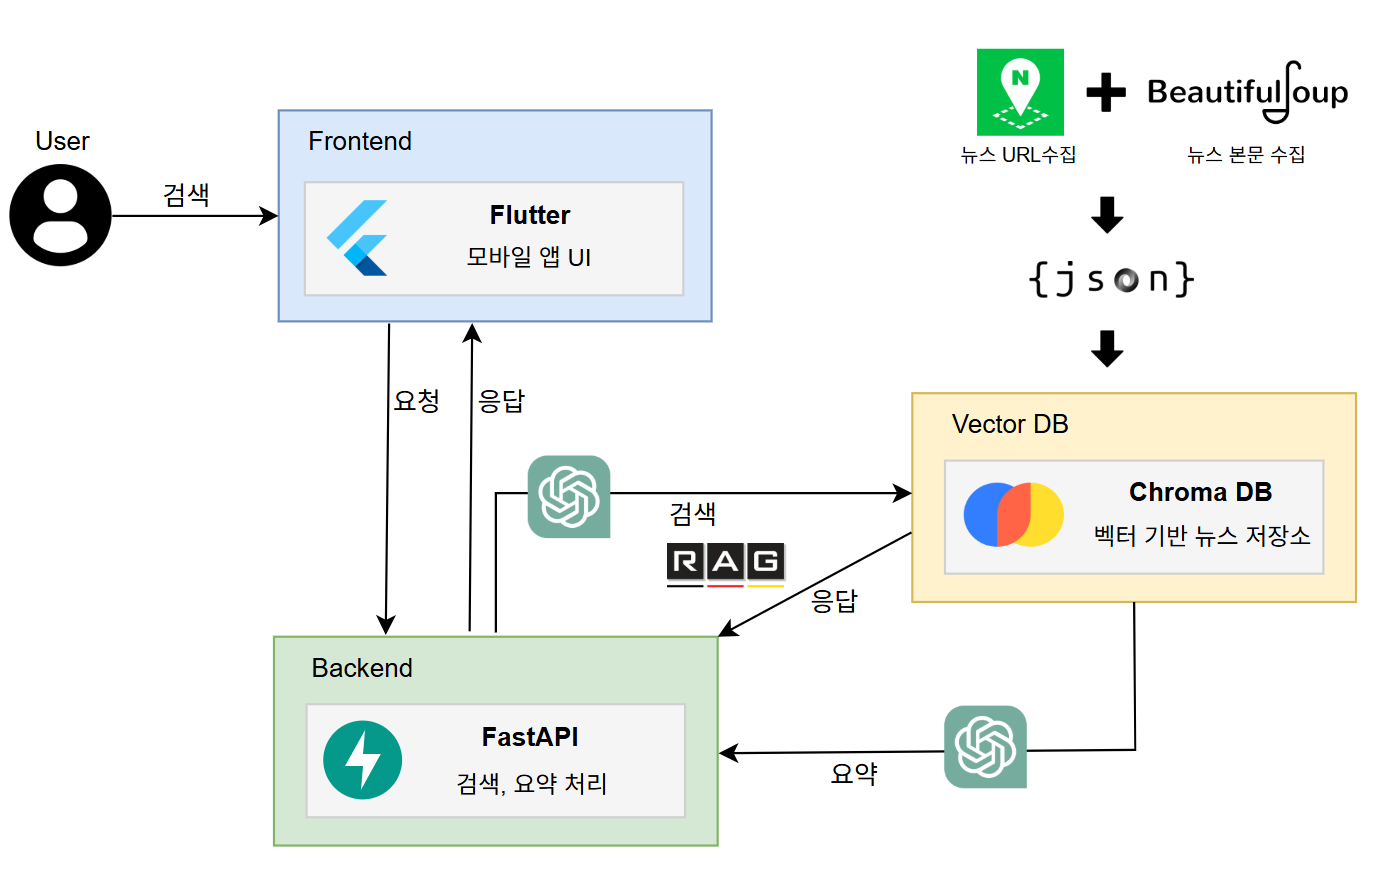 User
검색
Frontend
Flutter
모바일 앱 UI
N
BeautifulSoup
뉴스 URL수집
뉴스 본문 수집
{json}
요청
응답
검색
RAG
응답
Vector DB
Chroma DB
벡터 기반 뉴스 저장소
Backend
FastAPI
검색, 요약 처리
요약